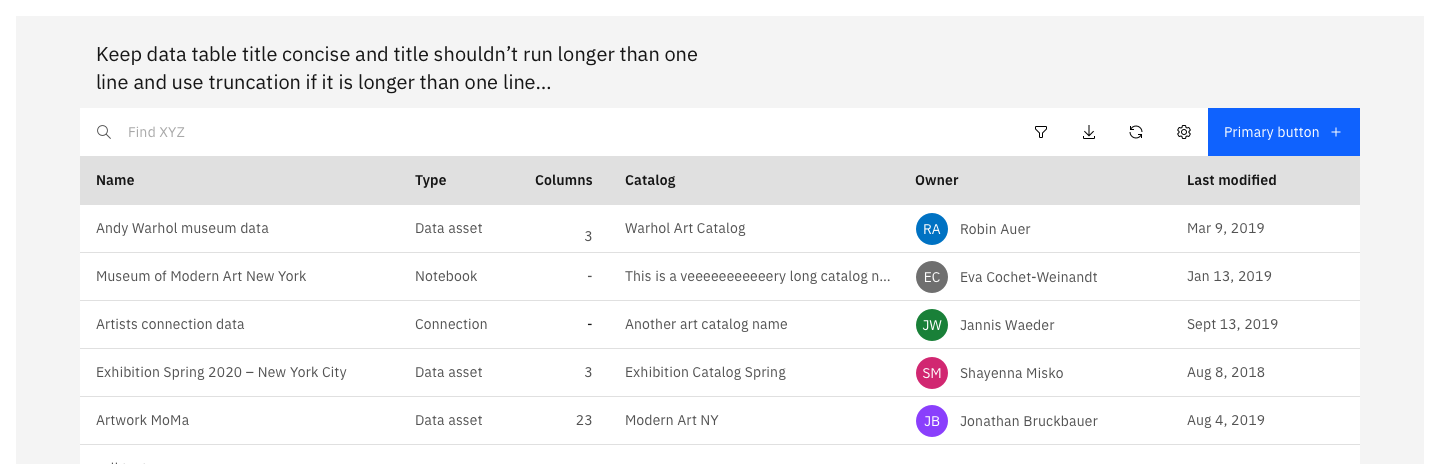 Keep data table title concise and title shouldn’t run longer than one
line and use truncation if it is longer than one line...
Find XYZ Primary button
Name Type Columns Catalog Owner Last modified
Andy Warhol museum data Data asset 3 Warhol Art Catalog RA Robin Auer Mar 9, 2019
Museum of Modern Art New York Notebook - This is a veeeeeeeeeeery long catalog n... EC Eva Cochet-Weinandt Jan 13, 2019
Artists connection data Connection - Another art catalog name JW Jannis Waeder Sept 13, 2019
Exhibition Spring 2020 – New York City Data asset 3 Exhibition Catalog Spring SM Shayenna Misko Aug 8, 2018
Artwork MoMa Data asset 23 Modern Art NY JB Jonathan Bruckbauer Aug 4, 2019